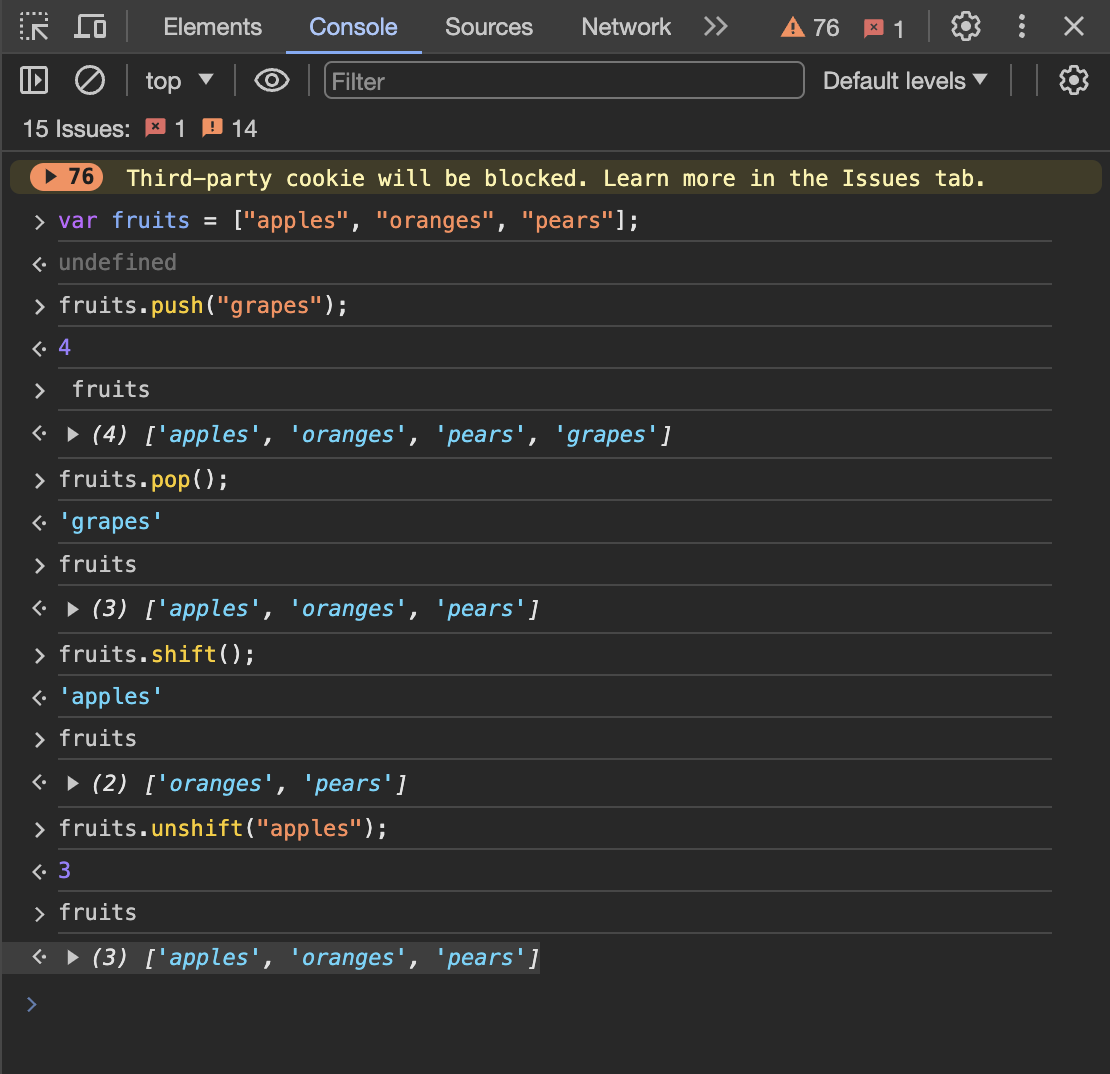 Elements Console Sources Network 76 1
top Filter Default levels
15 Issues: 1 14
76 Third-party cookie will be blocked. Learn more in the Issues tab.
> var fruits = ["apples", "oranges", "pears"];
undefined
> fruits.push("grapes");
4
> fruits
(4) ['apples', 'oranges', 'pears', 'grapes']
> fruits.pop();
'grapes'
> fruits
(3) ['apples', 'oranges', 'pears']
> fruits.shift();
'apples'
> fruits
(2) ['oranges', 'pears']
> fruits.unshift("apples");
3
> fruits
(3) ['apples', 'oranges', 'pears']
>